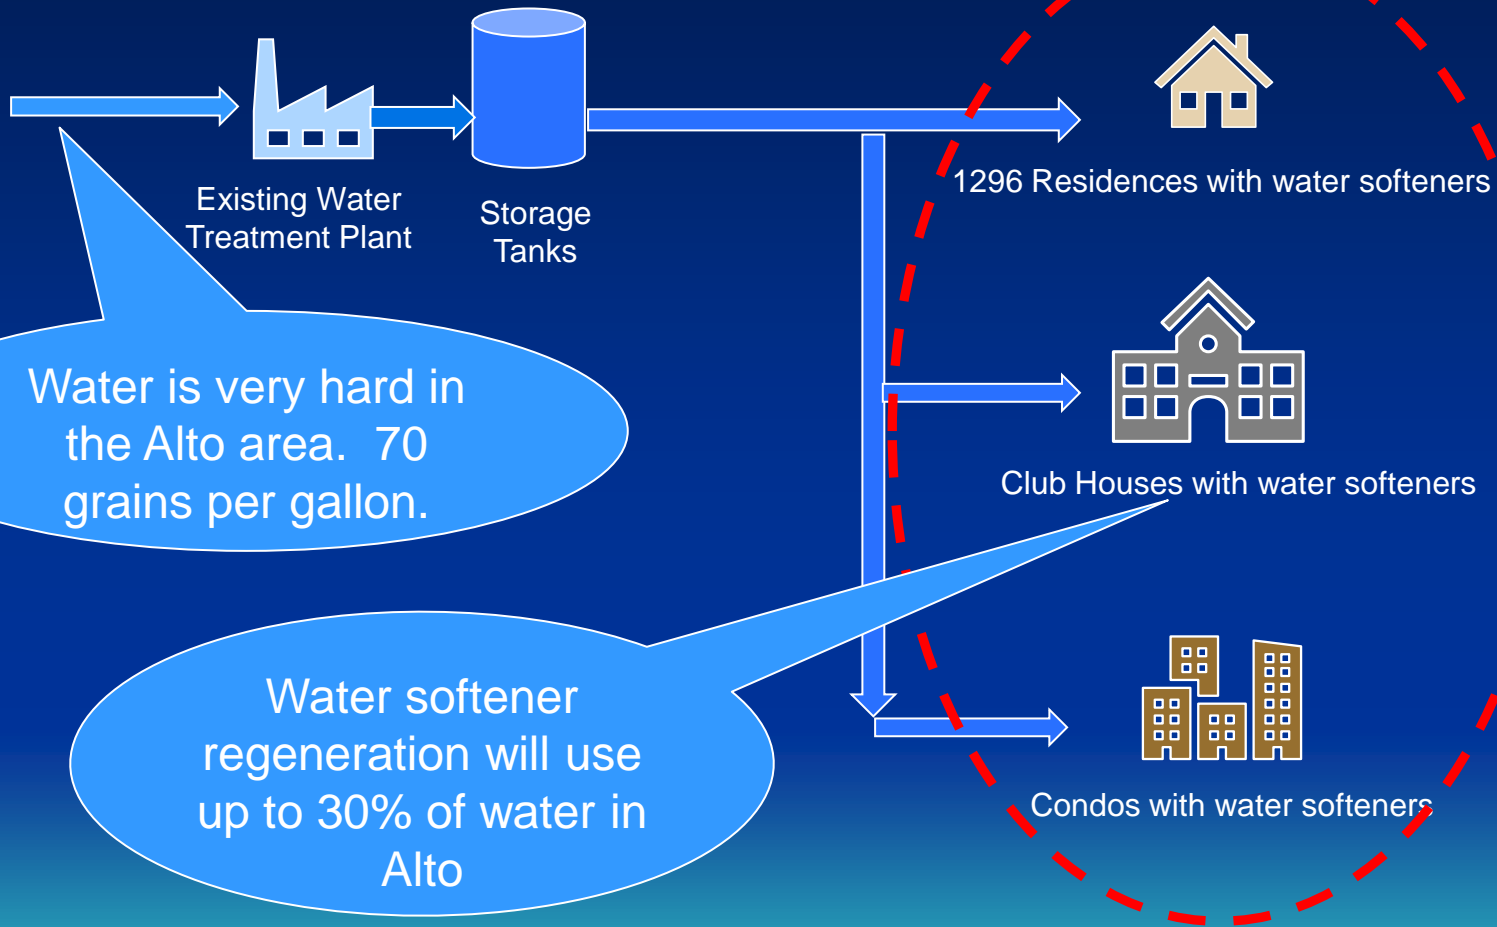 Existing Water
Treatment Plant
Storage
Tanks
1296 Residences with water softeners
Water is very hard in
the Alto area.  70
grains per gallon.
Club Houses with water softeners
Water softener
regeneration will use
up to 30% of water in
Alto
Condos with water softeners